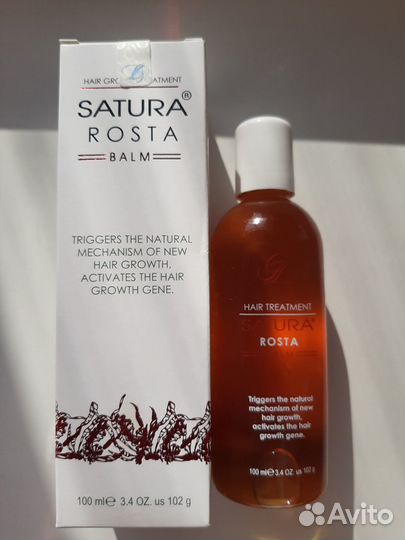 HAIR GRO TREATMENT
SATURA®
ROSTA
BALM
TRIGGERS THE NATURAL
MECHANISM OF NEW
HAIR GROWTH,
ACTIVATES THE HAIR
GROWTH GENE.
100 ml℮ 3.4 OZ. us 102 g
HAIR TREATMENT
SATURA®
ROSTA
BALM
Triggers the natural
mechanism of new
hair growth,
activates the hair
growth gene.
100 ml℮ 3.4 OZ. us 102 g
Avito